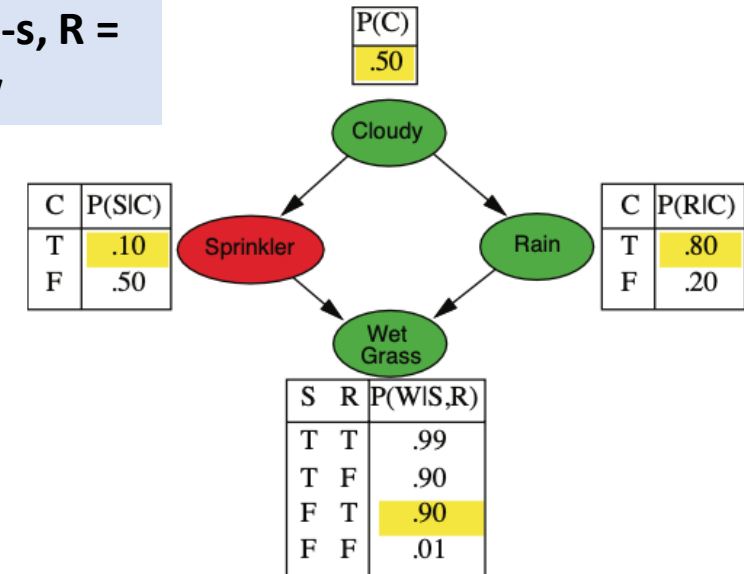 -s, R =
P(C)
.50
Cloudy
C P(S|C)
T .10
F .50
Sprinkler
Rain
C P(R|C)
T .80
F .20
Wet
Grass
S R P(W|S,R)
T T .99
T F .90
F T .90
F F .01